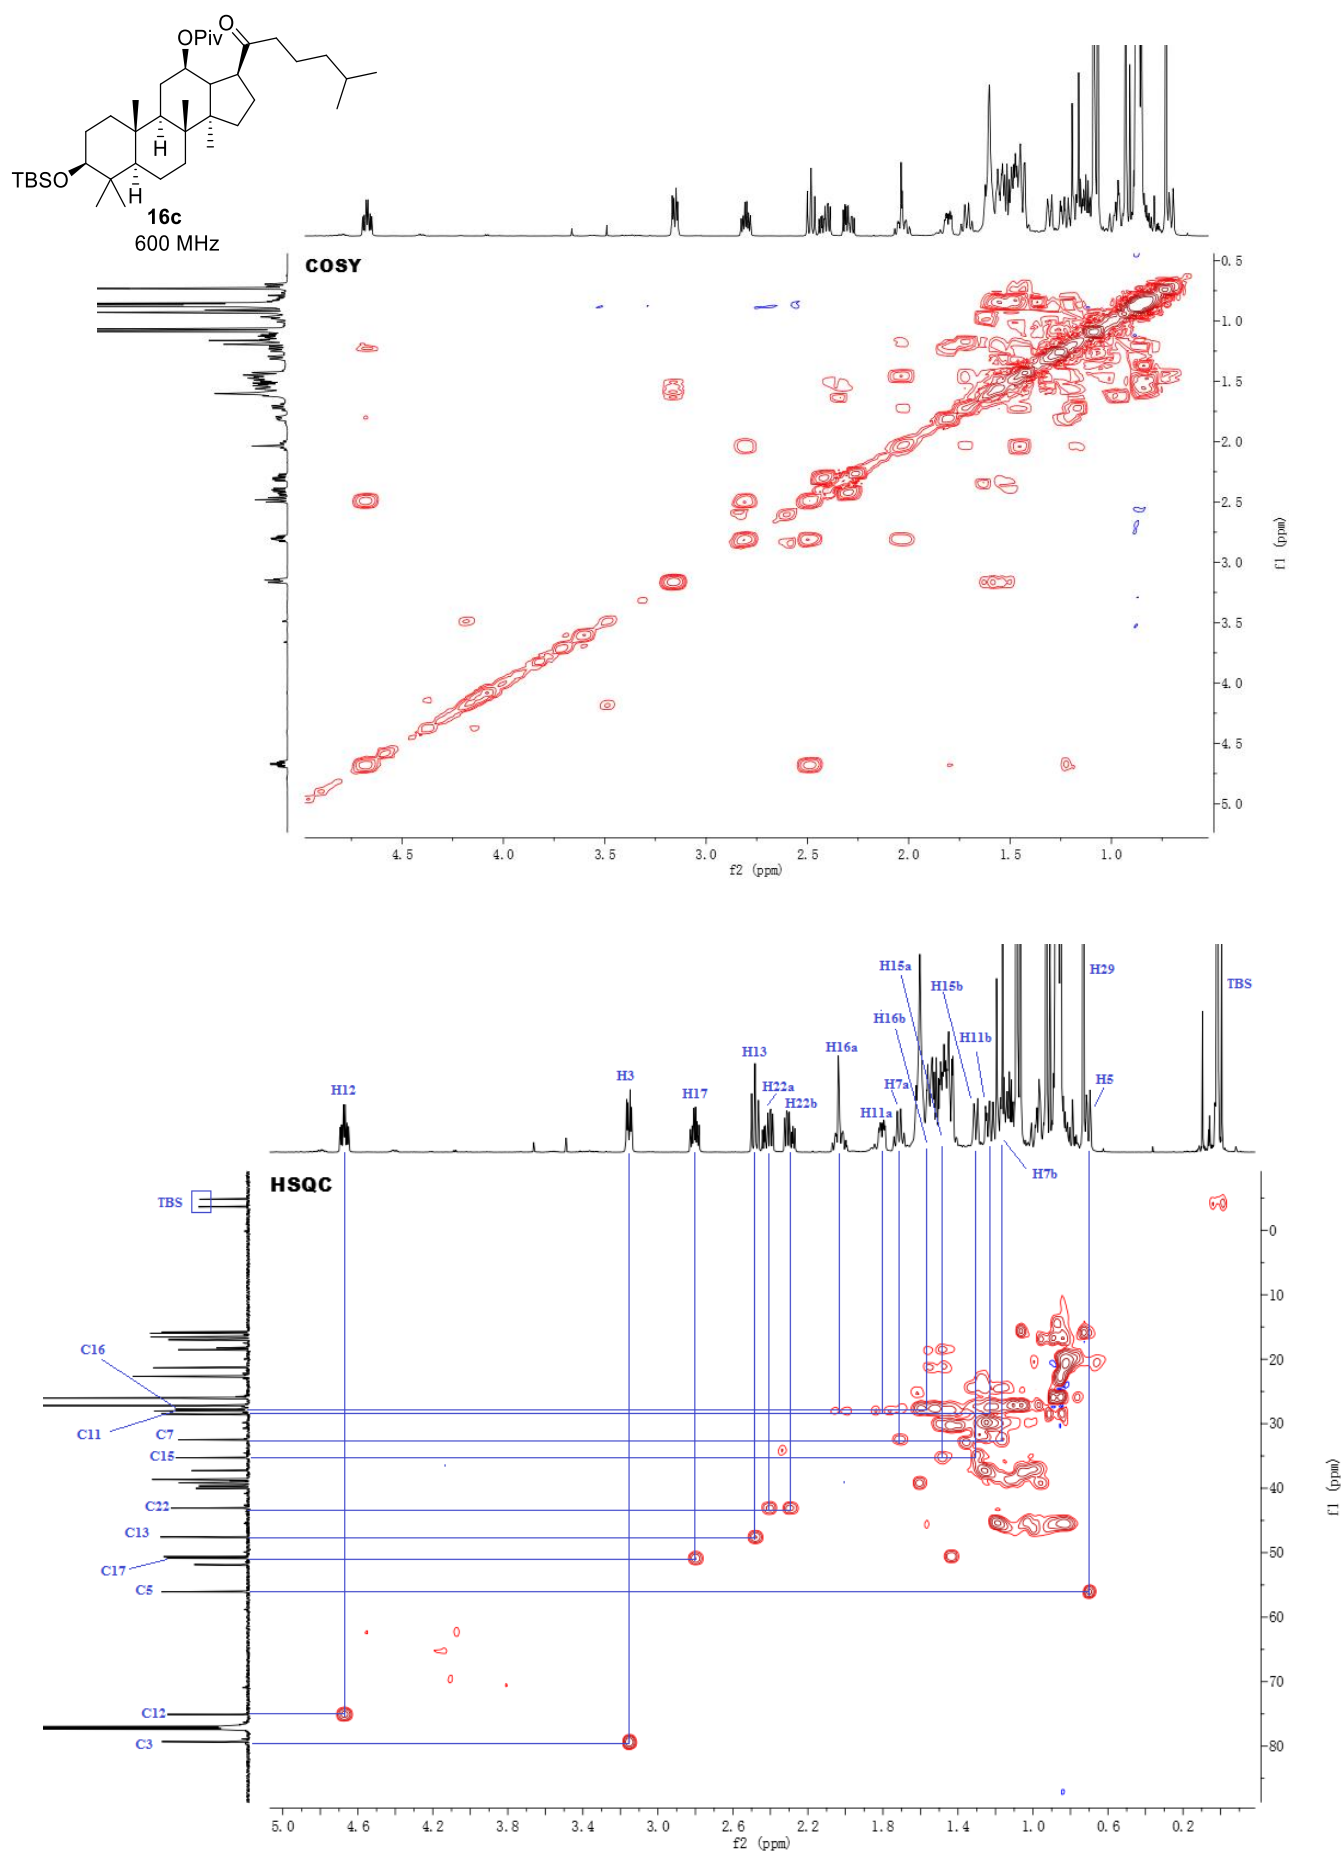 O
OPiv
H
H
TBSO
16c
600 MHz
COSY
0.5
1.0
1.5
2.0
2.5
3.0
3.5
4.0
4.5
5.0
f1 (ppm)
4.5 4.0 3.5 3.0 2.5 2.0 1.5 1.0
f2 (ppm)
H15a
H29
H15b
TBS
H16b
H11b
H16a
H13
H12
H3
H17
H22a
H7a
H5
H22b
H11a
H7b
HSQC
TBS
C16
C11
C7
C15
C22
C13
C17
C5
C12
C3
0
10
20
30
40
50
60
70
80
f1 (ppm)
5.0 4.6 4.2 3.8 3.4 3.0 2.6 2.2 1.8 1.4 1.0 0.6 0.2
f2 (ppm)